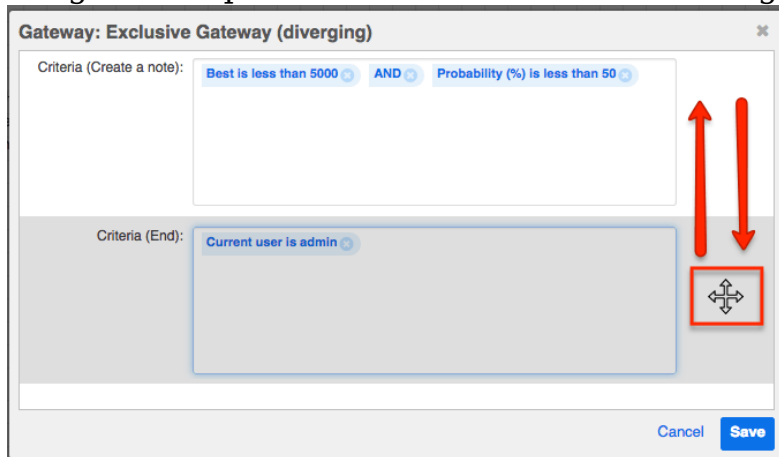 Gateway: Exclusive Gateway (diverging)
Criteria (Create a note): Best is less than 5000 AND Probability (%) is less than 50
Criteria (End): Current user is admin
Cancel Save